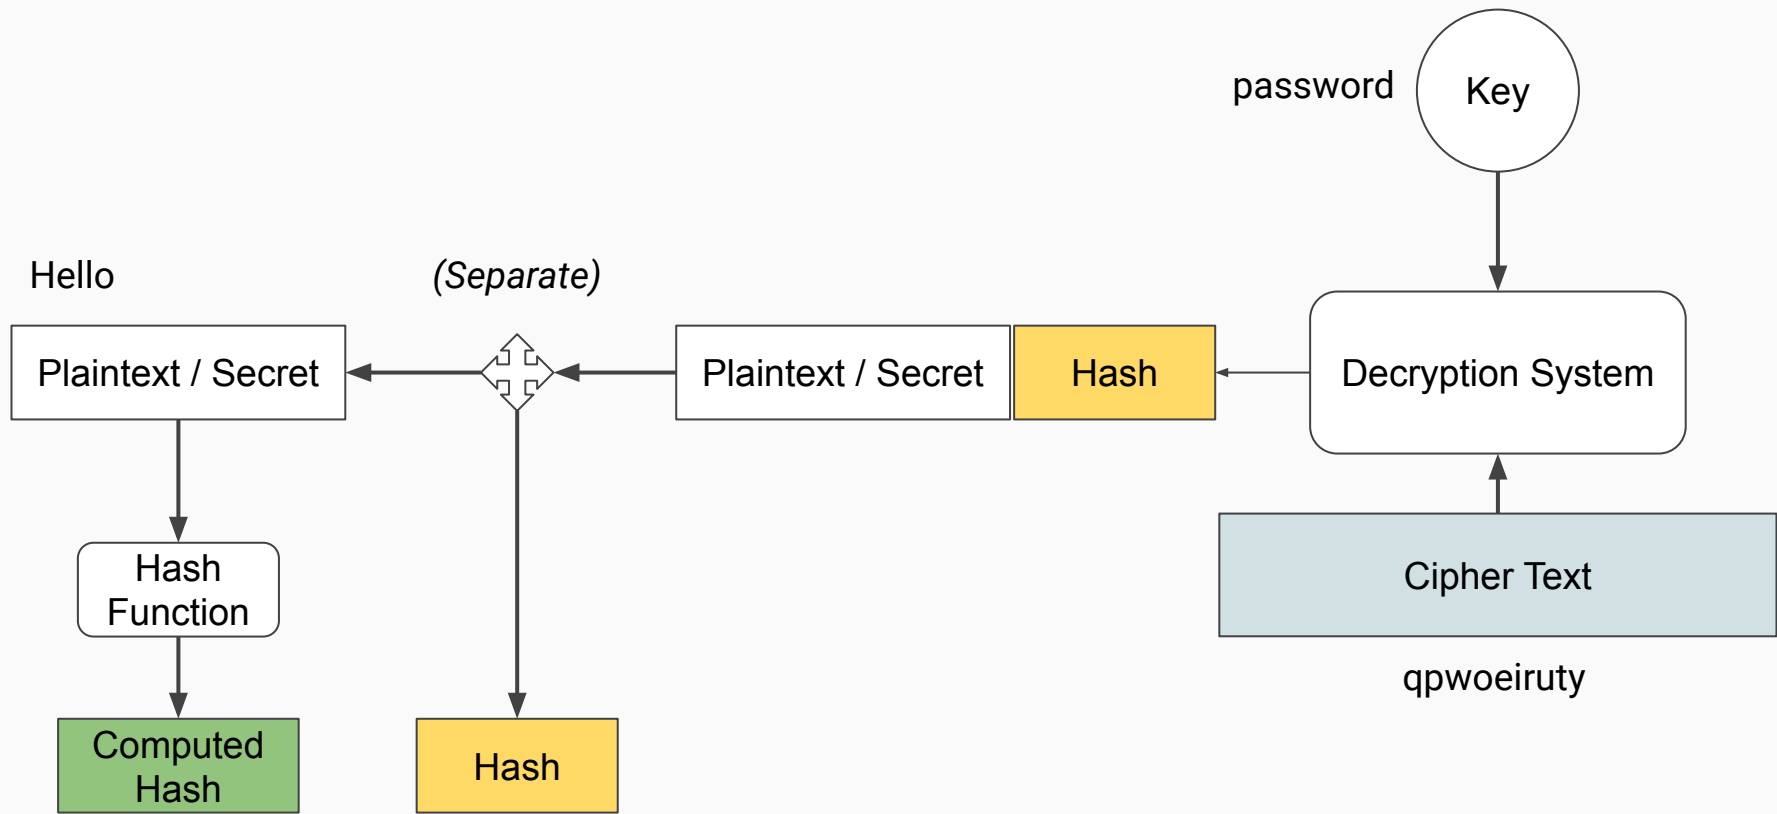 password
Key
Hello
(Separate)
Plaintext / Secret
Plaintext / Secret
Hash
Decryption System
Hash
Function
Cipher Text
qpwoeiruty
Computed
Hash
Hash